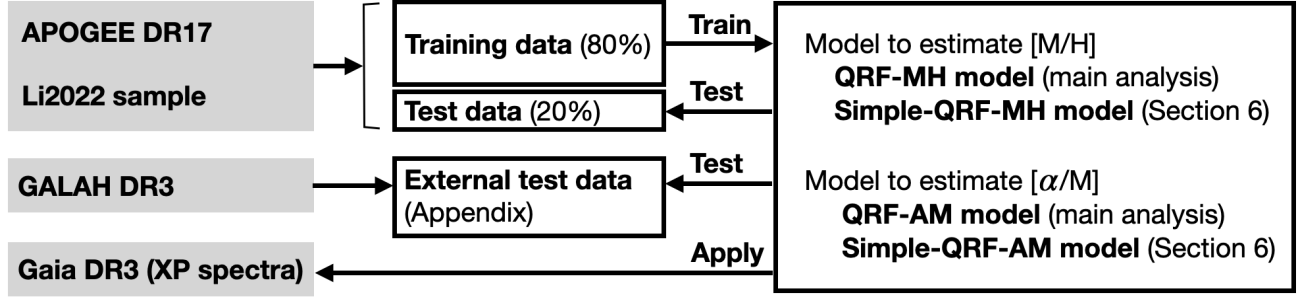 APOGEE DR17
Li2022 sample
Training data (80%)
Test data (20%)
Train
Test
GALAH DR3
External test data
(Appendix)
Test
Gaia DR3 (XP spectra)
Apply
Model to estimate [M/H]
QRF-MH model (main analysis)
Simple-QRF-MH model (Section 6)
Model to estimate [α/M]
QRF-AM model (main analysis)
Simple-QRF-AM model (Section 6)